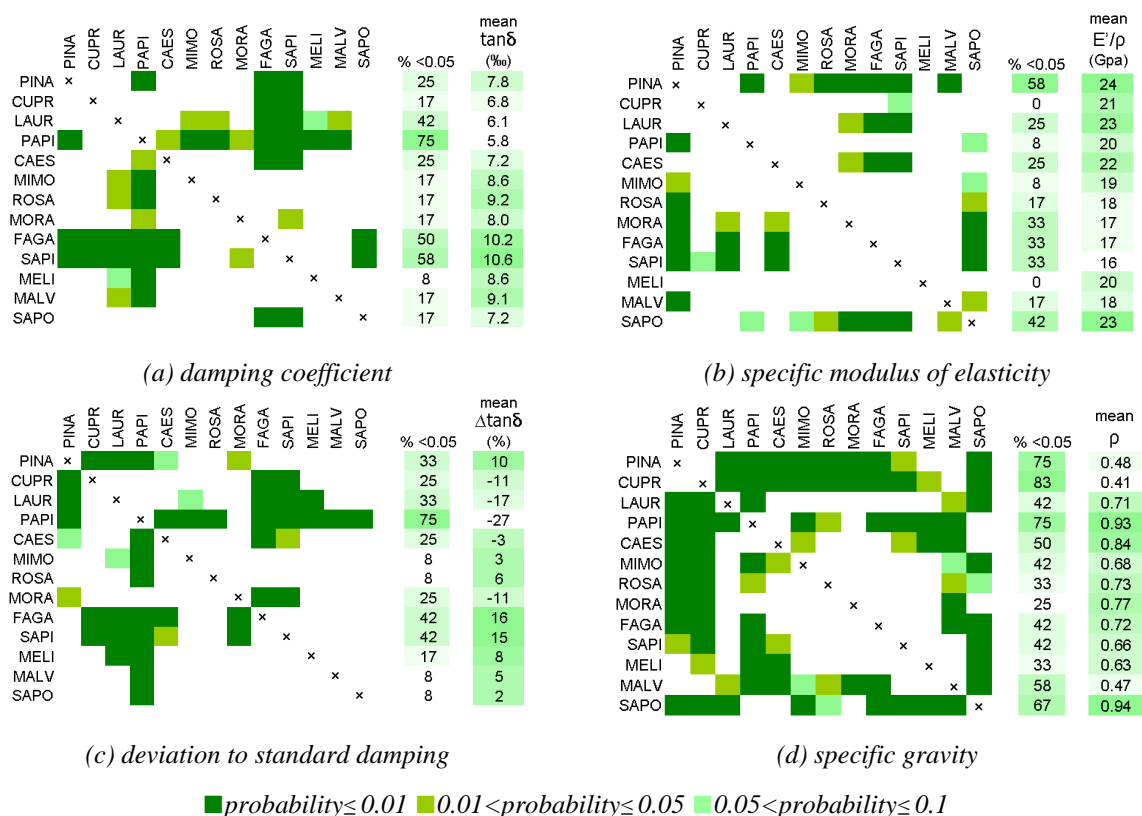 mean
tanδ
PINA CUPR LAUR PAPI CAES MIMO ROSA MORA FAGA SAPI MELI MALV SAPO % <0.05 (‰)
PINA × 25 7.8
CUPR × 17 6.8
LAUR × 42 6.1
PAPI × 75 5.8
CAES × 25 7.2
MIMO × 17 8.6
ROSA × 17 9.2
MORA × 17 8.0
FAGA × 50 10.2
SAPI × 58 10.6
MELI × 8 8.6
MALV × 17 9.1
SAPO × 17 7.2
(a) damping coefficient
mean
E'/ρ
PINA CUPR LAUR PAPI CAES MIMO ROSA MORA FAGA SAPI MELI MALV SAPO % <0.05 (Gpa)
PINA × 58 24
CUPR × 0 21
LAUR × 25 23
PAPI × 8 20
CAES × 25 22
MIMO × 8 19
ROSA × 17 18
MORA × 33 17
FAGA × 33 17
SAPI × 33 16
MELI × 0 20
MALV × 17 18
SAPO × 42 23
(b) specific modulus of elasticity
mean
Δtanδ
PINA CUPR LAUR PAPI CAES MIMO ROSA MORA FAGA SAPI MELI MALV SAPO % <0.05 (%)
PINA × 33 10
CUPR × 25 -11
LAUR × 33 -17
PAPI × 75 -27
CAES × 25 -3
MIMO × 8 3
ROSA × 8 6
MORA × 25 -11
FAGA × 42 16
SAPI × 42 15
MELI × 17 8
MALV × 8 5
SAPO × 8 2
(c) deviation to standard damping
mean
PINA CUPR LAUR PAPI CAES MIMO ROSA MORA FAGA SAPI MELI MALV SAPO % <0.05 ρ
PINA × 75 0.48
CUPR × 83 0.41
LAUR × 42 0.71
PAPI × 75 0.93
CAES × 50 0.84
MIMO × 42 0.68
ROSA × 33 0.73
MORA × 25 0.77
FAGA × 42 0.72
SAPI × 42 0.66
MELI × 33 0.63
MALV × 58 0.47
SAPO × 67 0.94
(d) specific gravity
probability≤ 0.01 0.01<probability≤ 0.05 0.05<probability≤ 0.1